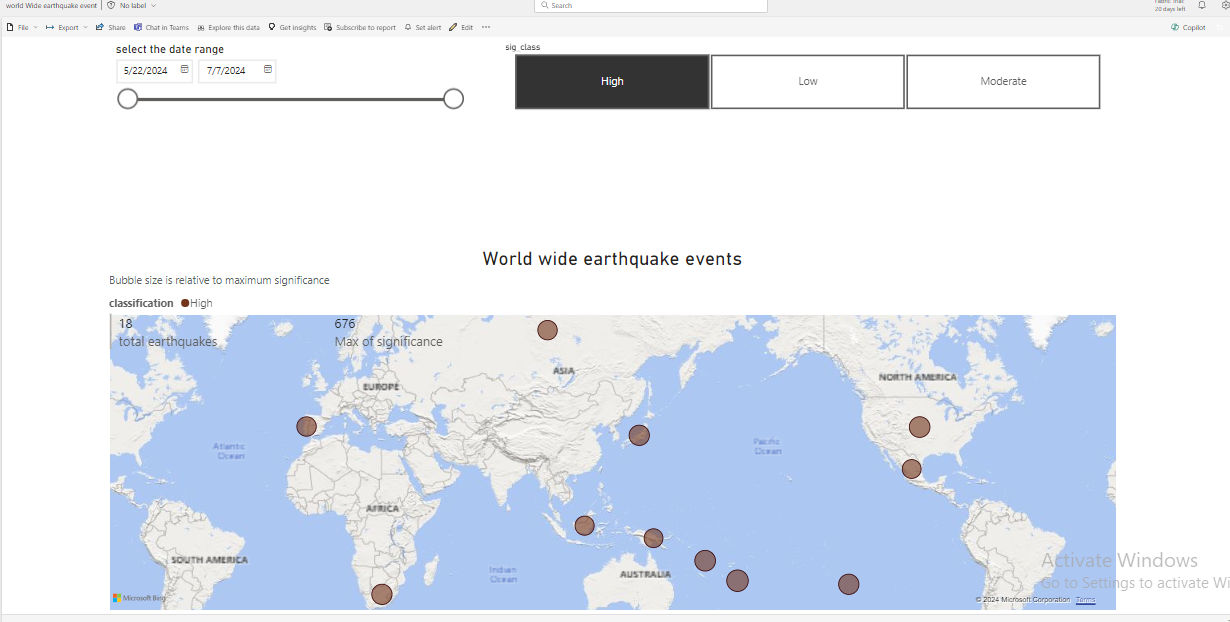 world Wide earthquake event
No label
Search
20 days left
File
Export
Share
Chat in Teams
Explore this data
Get insights
Subscribe to report
Set alert
Edit
Copilot
select the date range
5/22/2024
7/7/2024
sig_class
High
Low
Moderate
World wide earthquake events
Bubble size is relative to maximum significance
classification
High
18
total earthquakes
676
Max of significance
ASIA
EUROPE
NORTH AMERICA
Atlantic
Ocean
Pacific
Ocean
AFRICA
SOUTH AMERICA
Indian
Ocean
AUSTRALIA
Activate Windows
Go to Settings to activate Wi
Microsoft Bing
© 2024 Microsoft Corporation Terms